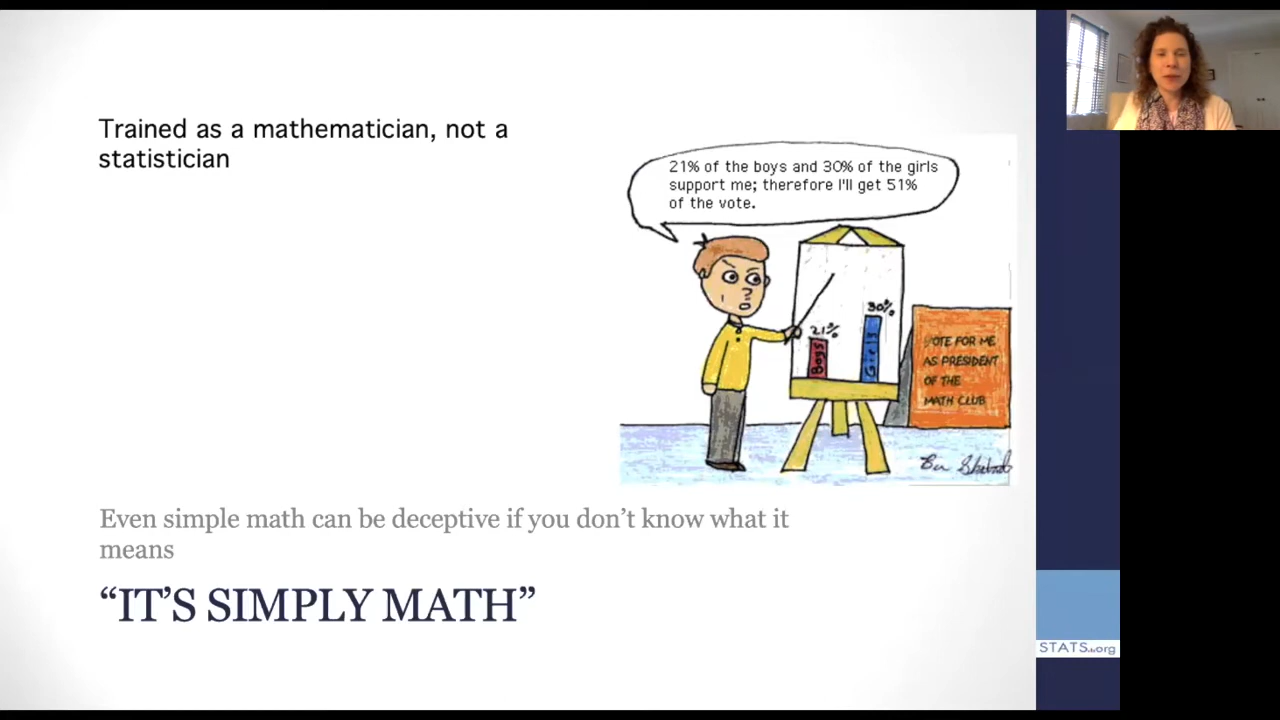 Trained as a mathematician, not a
statistician
21% of the boys and 30% of the girls
support me; therefore I'll get 51%
of the vote.
21%
Boys
30%
Girls
VOTE FOR ME
AS PRESIDENT
OF THE
MATH CLUB
Even simple math can be deceptive if you don't know what it
means
“IT'S SIMPLY MATH”
STATS.org